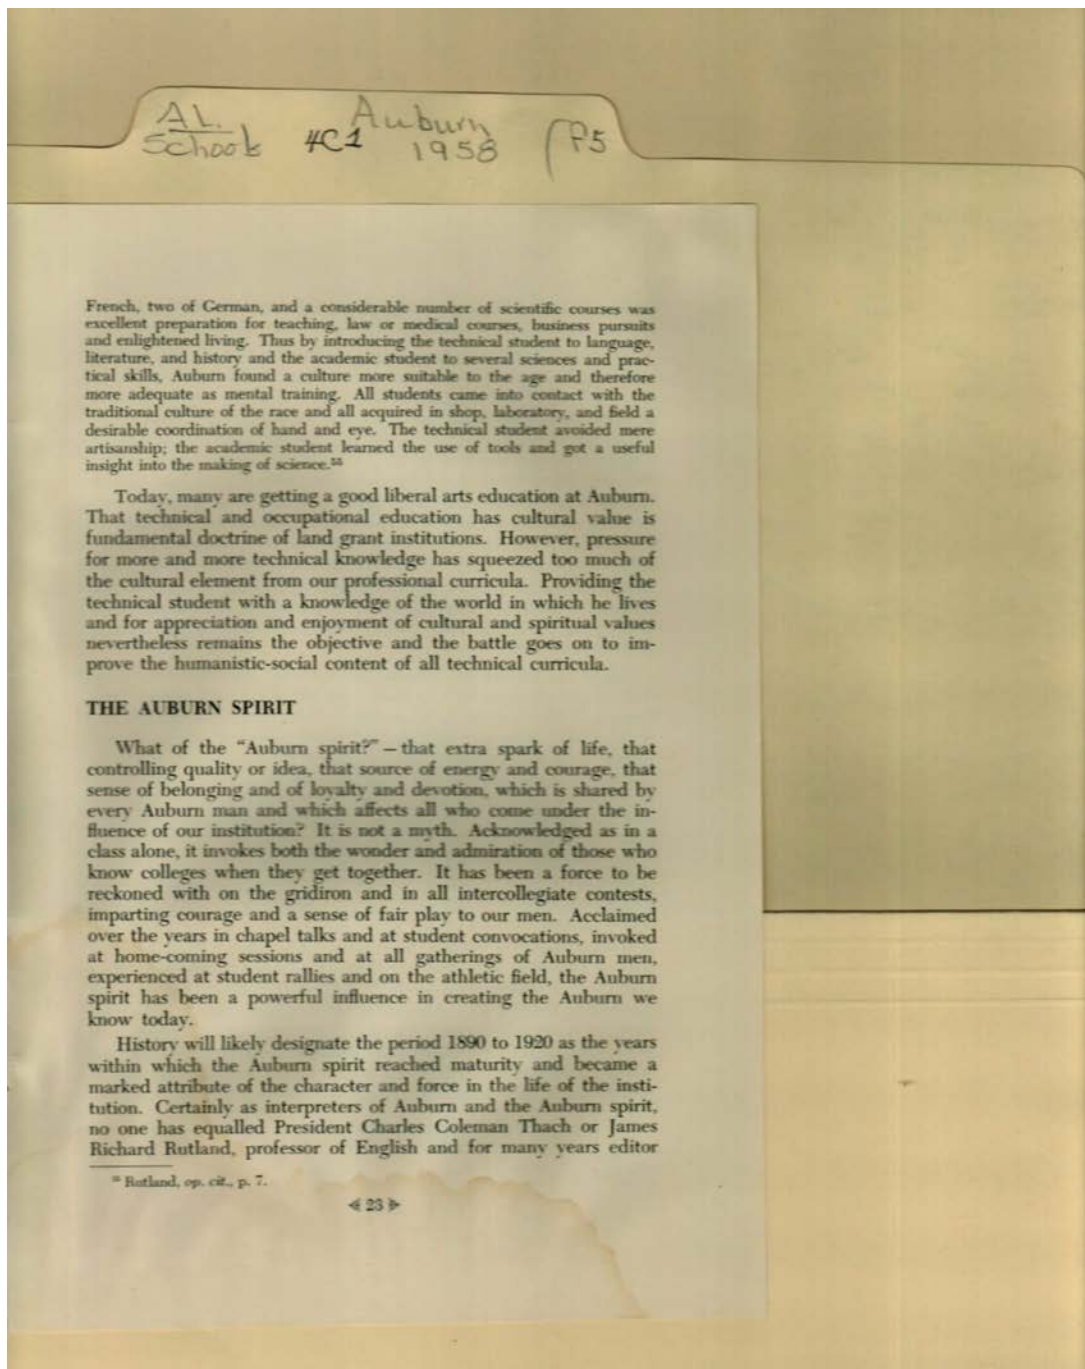 AL. Auburn
Schools 4C1 1958 P5
French, two of German, and a considerable number of scientific courses was
excellent preparation for teaching, law or medical courses, business pursuits
and enlightened living. Thus by introducing the technical student to language,
literature, and history and the academic student to several sciences and prac-
tical skills, Auburn found a culture more suitable to the age and therefore
more adequate as mental training. All students came into contact with the
traditional culture of the race and all acquired in shop, laboratory, and field a
desirable coordination of hand and eye. The technical student avoided mere
artisanship; the academic student learned the use of tools and got a useful
insight into the making of science.⁵⁵
Today, many are getting a good liberal arts education at Auburn.
That technical and occupational education has cultural value is
fundamental doctrine of land grant institutions. However, pressure
for more and more technical knowledge has squeezed too much of
the cultural element from our professional curricula. Providing the
technical student with a knowledge of the world in which he lives
and for appreciation and enjoyment of cultural and spiritual values
nevertheless remains the objective and the battle goes on to im-
prove the humanistic-social content of all technical curricula.
THE AUBURN SPIRIT
What of the "Auburn spirit?" — that extra spark of life, that
controlling quality or idea, that source of energy and courage, that
sense of belonging and of loyalty and devotion, which is shared by
every Auburn man and which affects all who come under the in-
fluence of our institution? It is not a myth. Acknowledged as in a
class alone, it invokes both the wonder and admiration of those who
know colleges when they get together. It has been a force to be
reckoned with on the gridiron and in all intercollegiate contests,
imparting courage and a sense of fair play to our men. Acclaimed
over the years in chapel talks and at student convocations, invoked
at home-coming sessions and at all gatherings of Auburn men,
experienced at student rallies and on the athletic field, the Auburn
spirit has been a powerful influence in creating the Auburn we
know today.
History will likely designate the period 1890 to 1920 as the years
within which the Auburn spirit reached maturity and became a
marked attribute of the character and force in the life of the insti-
tution. Certainly as interpreters of Auburn and the Auburn spirit,
no one has equalled President Charles Coleman Thach or James
Richard Rutland, professor of English and for many years editor
⁵⁵ Rutland, op. cit., p. 7.
23